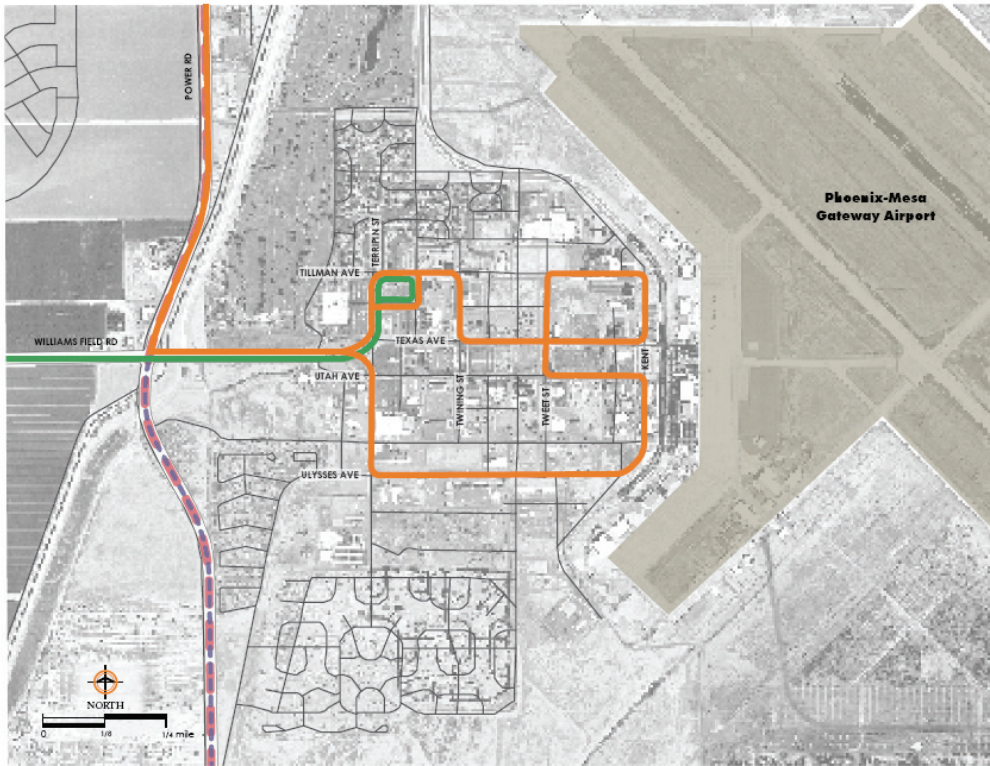 POWER RD
Phoenix-Mesa
Gateway Airport
TERRIPIN ST
TILLMAN AVE
WILLIAMS FIELD RD
TEXAS AVE
KENT
UTAH AVE
TWINING ST
TWEET ST
ULYSSES AVE
NORTH
0 1/8 1/4 mile